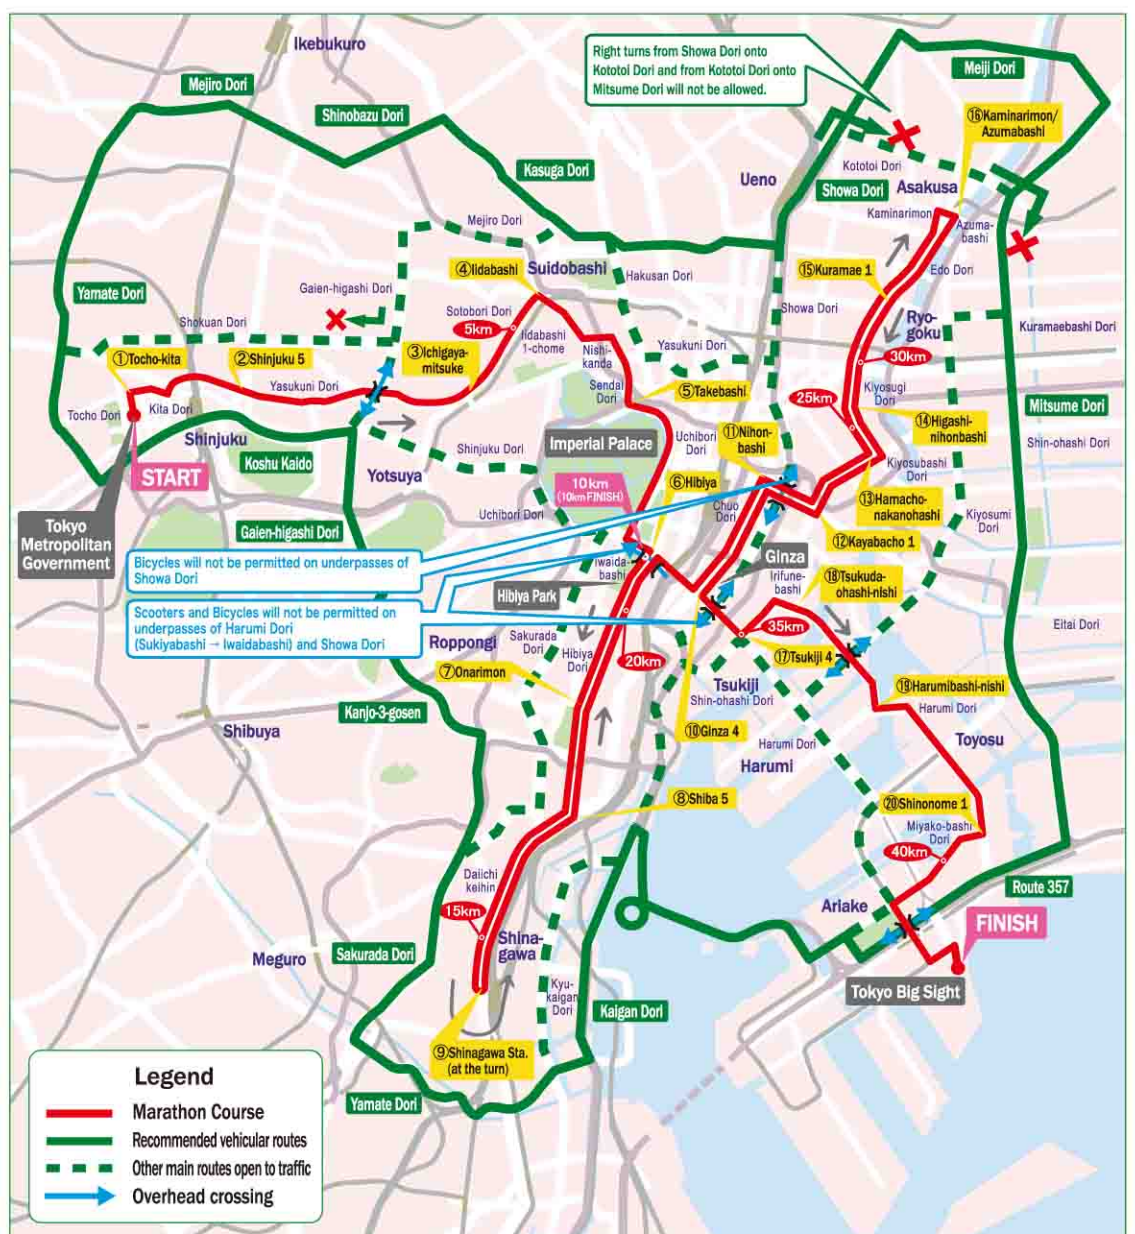 Ikebukuro
Mejiro Dori
Shinobazu Dori
Kasuga Dori
Right turns from Showa Dori onto
Kototoi Dori and from Kototoi Dori onto
Mitsume Dori will not be allowed.
Meiji Dori
⑯Kaminarimon/
Azumabashi
Kototoi Dori
Ueno
Showa Dori
Asakusa
Kaminarimon
Azuma-
bashi
Mejiro Dori
④Iidabashi
Suidobashi
Hakusan Dori
⑮Kuramae 1
Edo Dori
Yamate Dori
Gaien-higashi Dori
Sotobori Dori
5km
Iidabashi
1-chome
Showa Dori
Ryo-
goku
Kuramaebashi Dori
Shokuan Dori
①Tocho-kita
②Shinjuku 5
③Ichigaya-
mitsuke
Nishi-
kanda
Yasukuni Dori
30km
Yasukuni Dori
Sendai
Dori
⑤Takebashi
25km
Kiyosugi
Dori
Mitsume Dori
Tocho Dori
Kita Dori
Shinjuku
⑭Higashi-
nihonbashi
Imperial Palace
Uchibori
Dori
⑪Nihon-
bashi
Shin-ohashi Dori
START
Koshu Kaido
Yotsuya
Shinjuku Dori
Kiyosubashi
Dori
10km
(10km FINISH)
⑥Hibiya
⑬Hamacho-
nakanohashi
Tokyo
Metropolitan
Government
Gaien-higashi Dori
Uchibori Dori
Chuo
Dori
Kiyosumi
Dori
⑫Kayabacho 1
Bicycles will not be permitted on underpasses of
Showa Dori
Iwaida-
bashi
Ginza
Hibiya Park
Irifune-
bashi
⑱Tsukuda-
ohashi-nishi
Scooters and Bicycles will not be permitted on
underpasses of Harumi Dori
(Sukiyabashi → Iwaidabashi) and Showa Dori
Roppongi
Sakurada
Dori
Hibiya
Dori
20km
35km
Eitai Dori
⑰Tsukiji 4
⑦Onarimon
Tsukiji
Shin-ohashi Dori
⑲Harumibashi-nishi
Harumi Dori
Kanjo-3-gosen
Shibuya
⑩Ginza 4
Harumi Dori
Harumi
Toyosu
⑧Shiba 5
⑳Shinonome 1
Miyako-bashi
Dori
40km
Daiichi
keihin
15km
Route 357
Ariake
FINISH
Meguro
Sakurada Dori
Shina-
gawa
Kyu-
kaigan
Dori
Kaigan Dori
Tokyo Big Sight
⑨Shinagawa Sta.
(at the turn)
Yamate Dori
Legend
Marathon Course
Recommended vehicular routes
Other main routes open to traffic
Overhead crossing